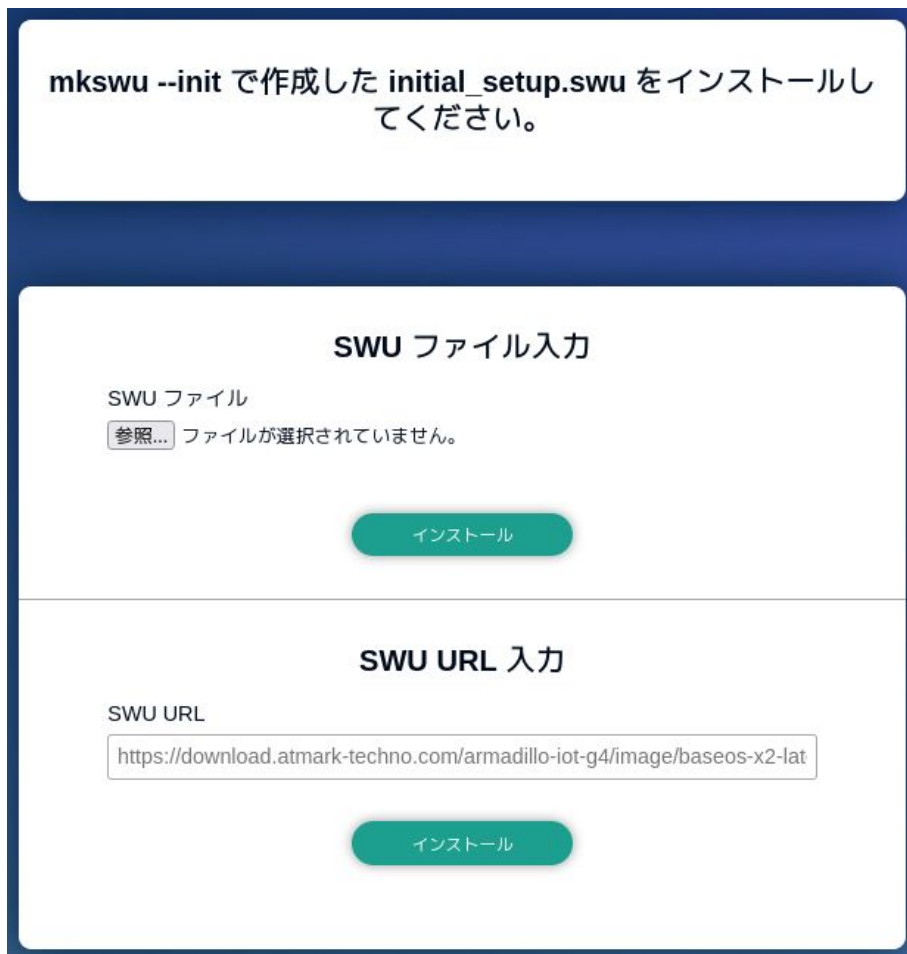 mkswu --init で作成した initial_setup.swu をインストールし
てください。
SWU ファイル入力
SWU ファイル
参照... ファイルが選択されていません。
インストール
SWU URL 入力
SWU URL
https://download.atmark-techno.com/armadillo-iot-g4/image/baseos-x2-lat
インストール